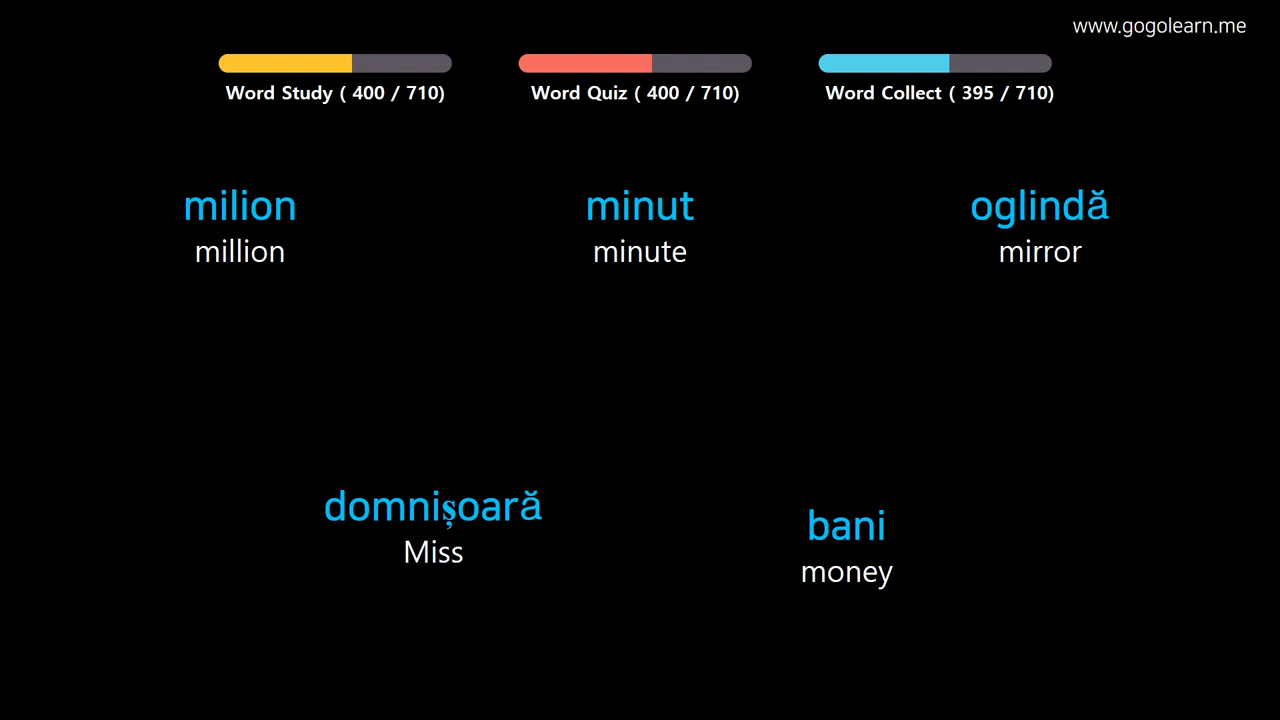 www.gogolearn.me
Word Study ( 400 / 710)
Word Quiz ( 400 / 710)
Word Collect ( 395 / 710)
milion
million
minut
minute
oglindă
mirror
domnișoară
Miss
bani
money